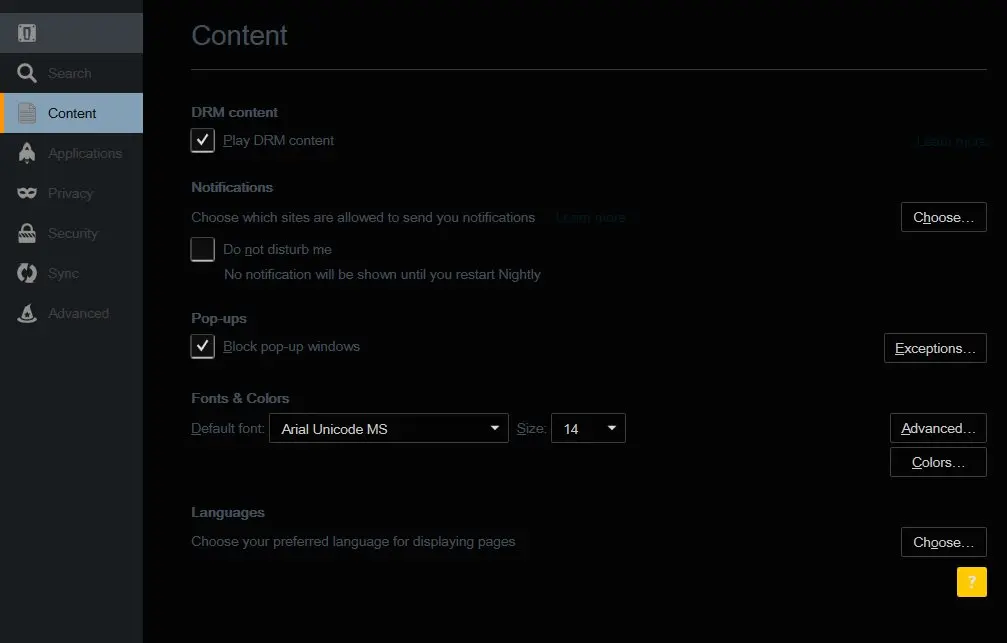 Content
Search
Content
Applications
Privacy
Security
Sync
Advanced
DRM content
Play DRM content
Learn more
Notifications
Choose which sites are allowed to send you notifications Learn more
Choose...
Do not disturb me
No notification will be shown until you restart Nightly
Pop-ups
Block pop-up windows
Exceptions...
Fonts & Colors
Default font: Arial Unicode MS Size: 14
Advanced...
Colors...
Languages
Choose your preferred language for displaying pages
Choose...
?